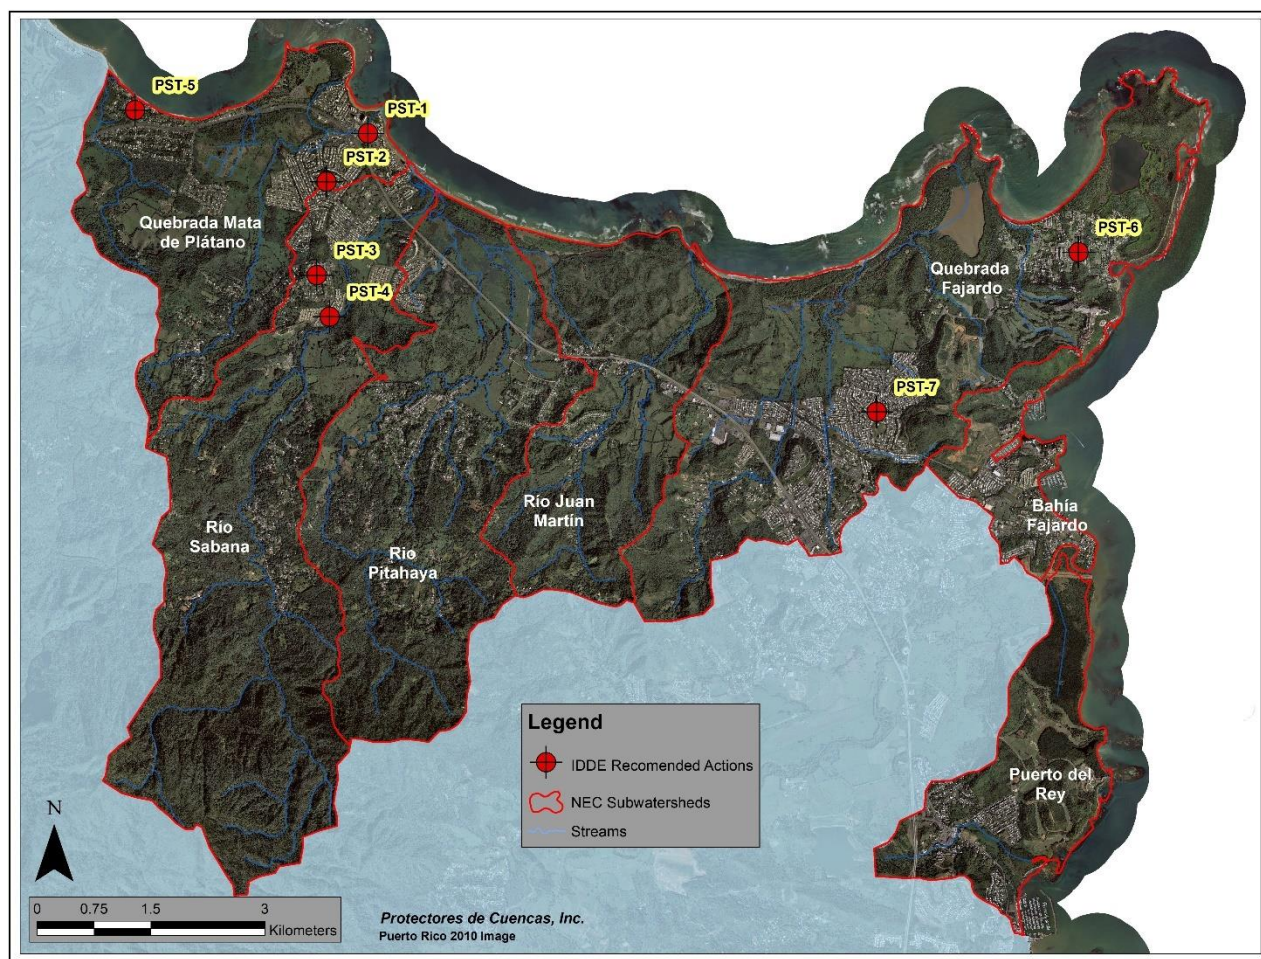 PST-5
PST-1
PST-2
Quebrada Mata
de Plátano
PST-3
PST-4
PST-6
Quebrada
Fajardo
PST-7
Río Juan
Martín
Bahía
Fajardo
Río
Sabana
Rio
Pitahaya
Puerto del
Rey
Legend
IDDE Recomended Actions
NEC Subwatersheds
Streams
N
0 0.75 1.5 3
Kilometers
Protectores de Cuencas, Inc.
Puerto Rico 2010 Image